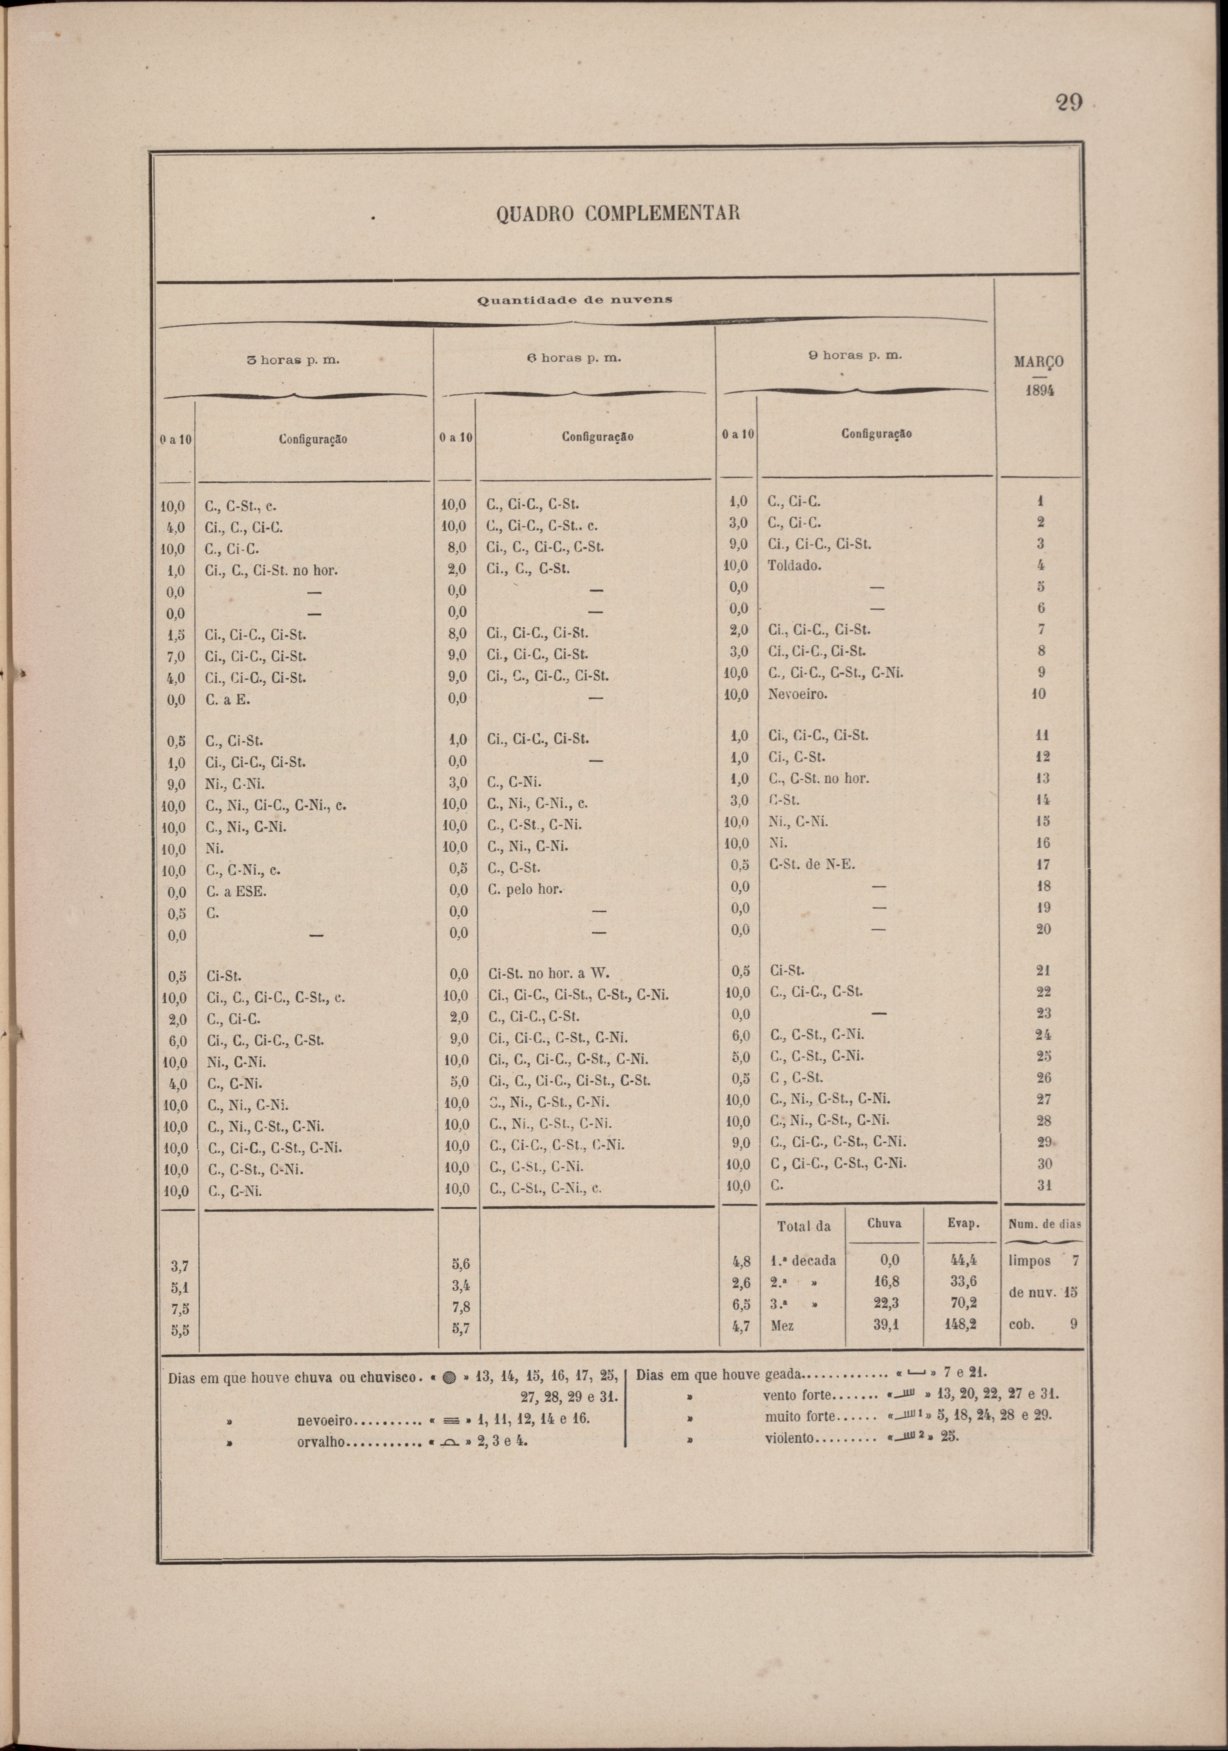 29
QUADRO COMPLEMENTAR
Quantidade de nuvens
3 horas p. m. 6 horas p. m. 9 horas p. m. MARÇO
1894
0 a 10 Configuração 0 a 10 Configuração 0 a 10 Configuração
10,0 C., C-St., c. 10,0 C., Ci-C., C-St. 1,0 C., Ci-C. 1
4,0 Ci., C., Ci-C. 10,0 C., Ci-C., C-St.. c. 3,0 C., Ci-C. 2
10,0 C., Ci-C. 8,0 Ci., C., Ci-C., C-St. 9,0 Ci., Ci-C., Ci-St. 3
1,0 Ci., C., Ci-St. no hor. 2,0 Ci., C., C-St. 10,0 Toldado. 4
0,0 — 0,0 — 0,0 — 5
0,0 — 0,0 — 0,0 — 6
1,5 Ci., Ci-C., Ci-St. 8,0 Ci., Ci-C., Ci-St. 2,0 Ci., Ci-C., Ci-St. 7
7,0 Ci., Ci-C., Ci-St. 9,0 Ci., Ci-C., Ci-St. 3,0 Ci., Ci-C., Ci-St. 8
4,0 Ci., Ci-C., Ci-St. 9,0 Ci., C., Ci-C., Ci-St. 10,0 C., Ci-C., C-St., C-Ni. 9
0,0 C. a E. 0,0 — 10,0 Nevoeiro. 10
0,5 C., Ci-St. 1,0 Ci., Ci-C., Ci-St. 1,0 Ci., Ci-C., Ci-St. 11
1,0 Ci., Ci-C., Ci-St. 0,0 — 1,0 Ci., C-St. 12
9,0 Ni., C-Ni. 3,0 C., C-Ni. 1,0 C., C-St. no hor. 13
10,0 C., Ni., Ci-C., C-Ni., c. 10,0 C., Ni., C-Ni., c. 3,0 C-St. 14
10,0 C., Ni., C-Ni. 10,0 C., C-St., C-Ni. 10,0 Ni., C-Ni. 15
10,0 Ni. 10,0 C., Ni., C-Ni. 10,0 Ni. 16
10,0 C., C-Ni., c. 0,5 C., C-St. 0,5 C-St. de N-E. 17
0,0 C. a ESE. 0,0 C. pelo hor. 0,0 — 18
0,5 C. 0,0 — 0,0 — 19
0,0 — 0,0 — 0,0 — 20
0,5 Ci-St. 0,0 Ci-St. no hor. a W. 0,5 Ci-St. 21
10,0 Ci., C., Ci-C., C-St., c. 10,0 Ci., Ci-C., Ci-St., C-St., C-Ni. 10,0 C., Ci-C., C-St. 22
2,0 C., Ci-C. 2,0 C., Ci-C., C-St. 0,0 — 23
6,0 Ci., C., Ci-C., C-St. 9,0 Ci., Ci-C., C-St., C-Ni. 6,0 C., C-St., C-Ni. 24
10,0 Ni., C-Ni. 10,0 Ci., C., Ci-C., C-St., C-Ni. 5,0 C., C-St., C-Ni. 25
4,0 C., C-Ni. 5,0 Ci., C., Ci-C., Ci-St., C-St. 0,5 C , C-St. 26
10,0 C., Ni., C-Ni. 10,0 C., Ni., C-St., C-Ni. 10,0 C., Ni., C-St., C-Ni. 27
10,0 C., Ni., C-St., C-Ni. 10,0 C., Ni., C-St., C-Ni. 10,0 C., Ni., C-St., C-Ni. 28
10,0 C., Ci-C., C-St., C-Ni. 10,0 C., Ci-C., C-St., C-Ni. 9,0 C., Ci-C., C-St., C-Ni. 29
10,0 C., C-St., C-Ni. 10,0 C., C-St., C-Ni. 10,0 C , Ci-C., C-St., C-Ni. 30
10,0 C., C-Ni. 10,0 C., C-St., C-Ni., c. 10,0 C. 31
Total da Chuva Evap. Num. de dias
3,7 5,6 4,8 1.ª decada 0,0 44,4 limpos 7
5,1 3,4 2,6 2.ª » 16,8 33,6 de nuv. 15
7,5 7,8 6,5 3.ª » 22,3 70,2
5,5 5,7 4,7 Mez 39,1 148,2 cob. 9
Dias em que houve chuva ou chuvisco. « ● » 13, 14, 15, 16, 17, 25,
27, 28, 29 e 31.
» nevoeiro.......... « ≡ » 1, 11, 12, 14 e 16.
» orvalho........... « » 2, 3 e 4.
Dias em que houve geada............. « » 7 e 21.
» vento forte....... « » 13, 20, 22, 27 e 31.
» muito forte...... « 1 » 5, 18, 24, 28 e 29.
» violento......... « 2 » 25.